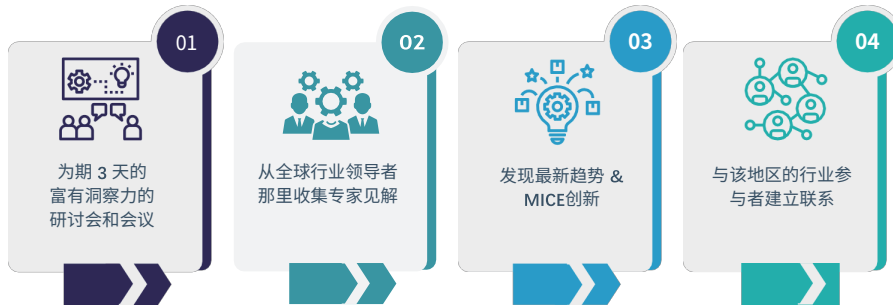 01
为期 3 天的
富有洞察力的
研讨会和会议
02
从全球行业领导者
那里收集专家见解
03
发现最新趋势 &
MICE创新
04
与该地区的行业参
与者建立联系